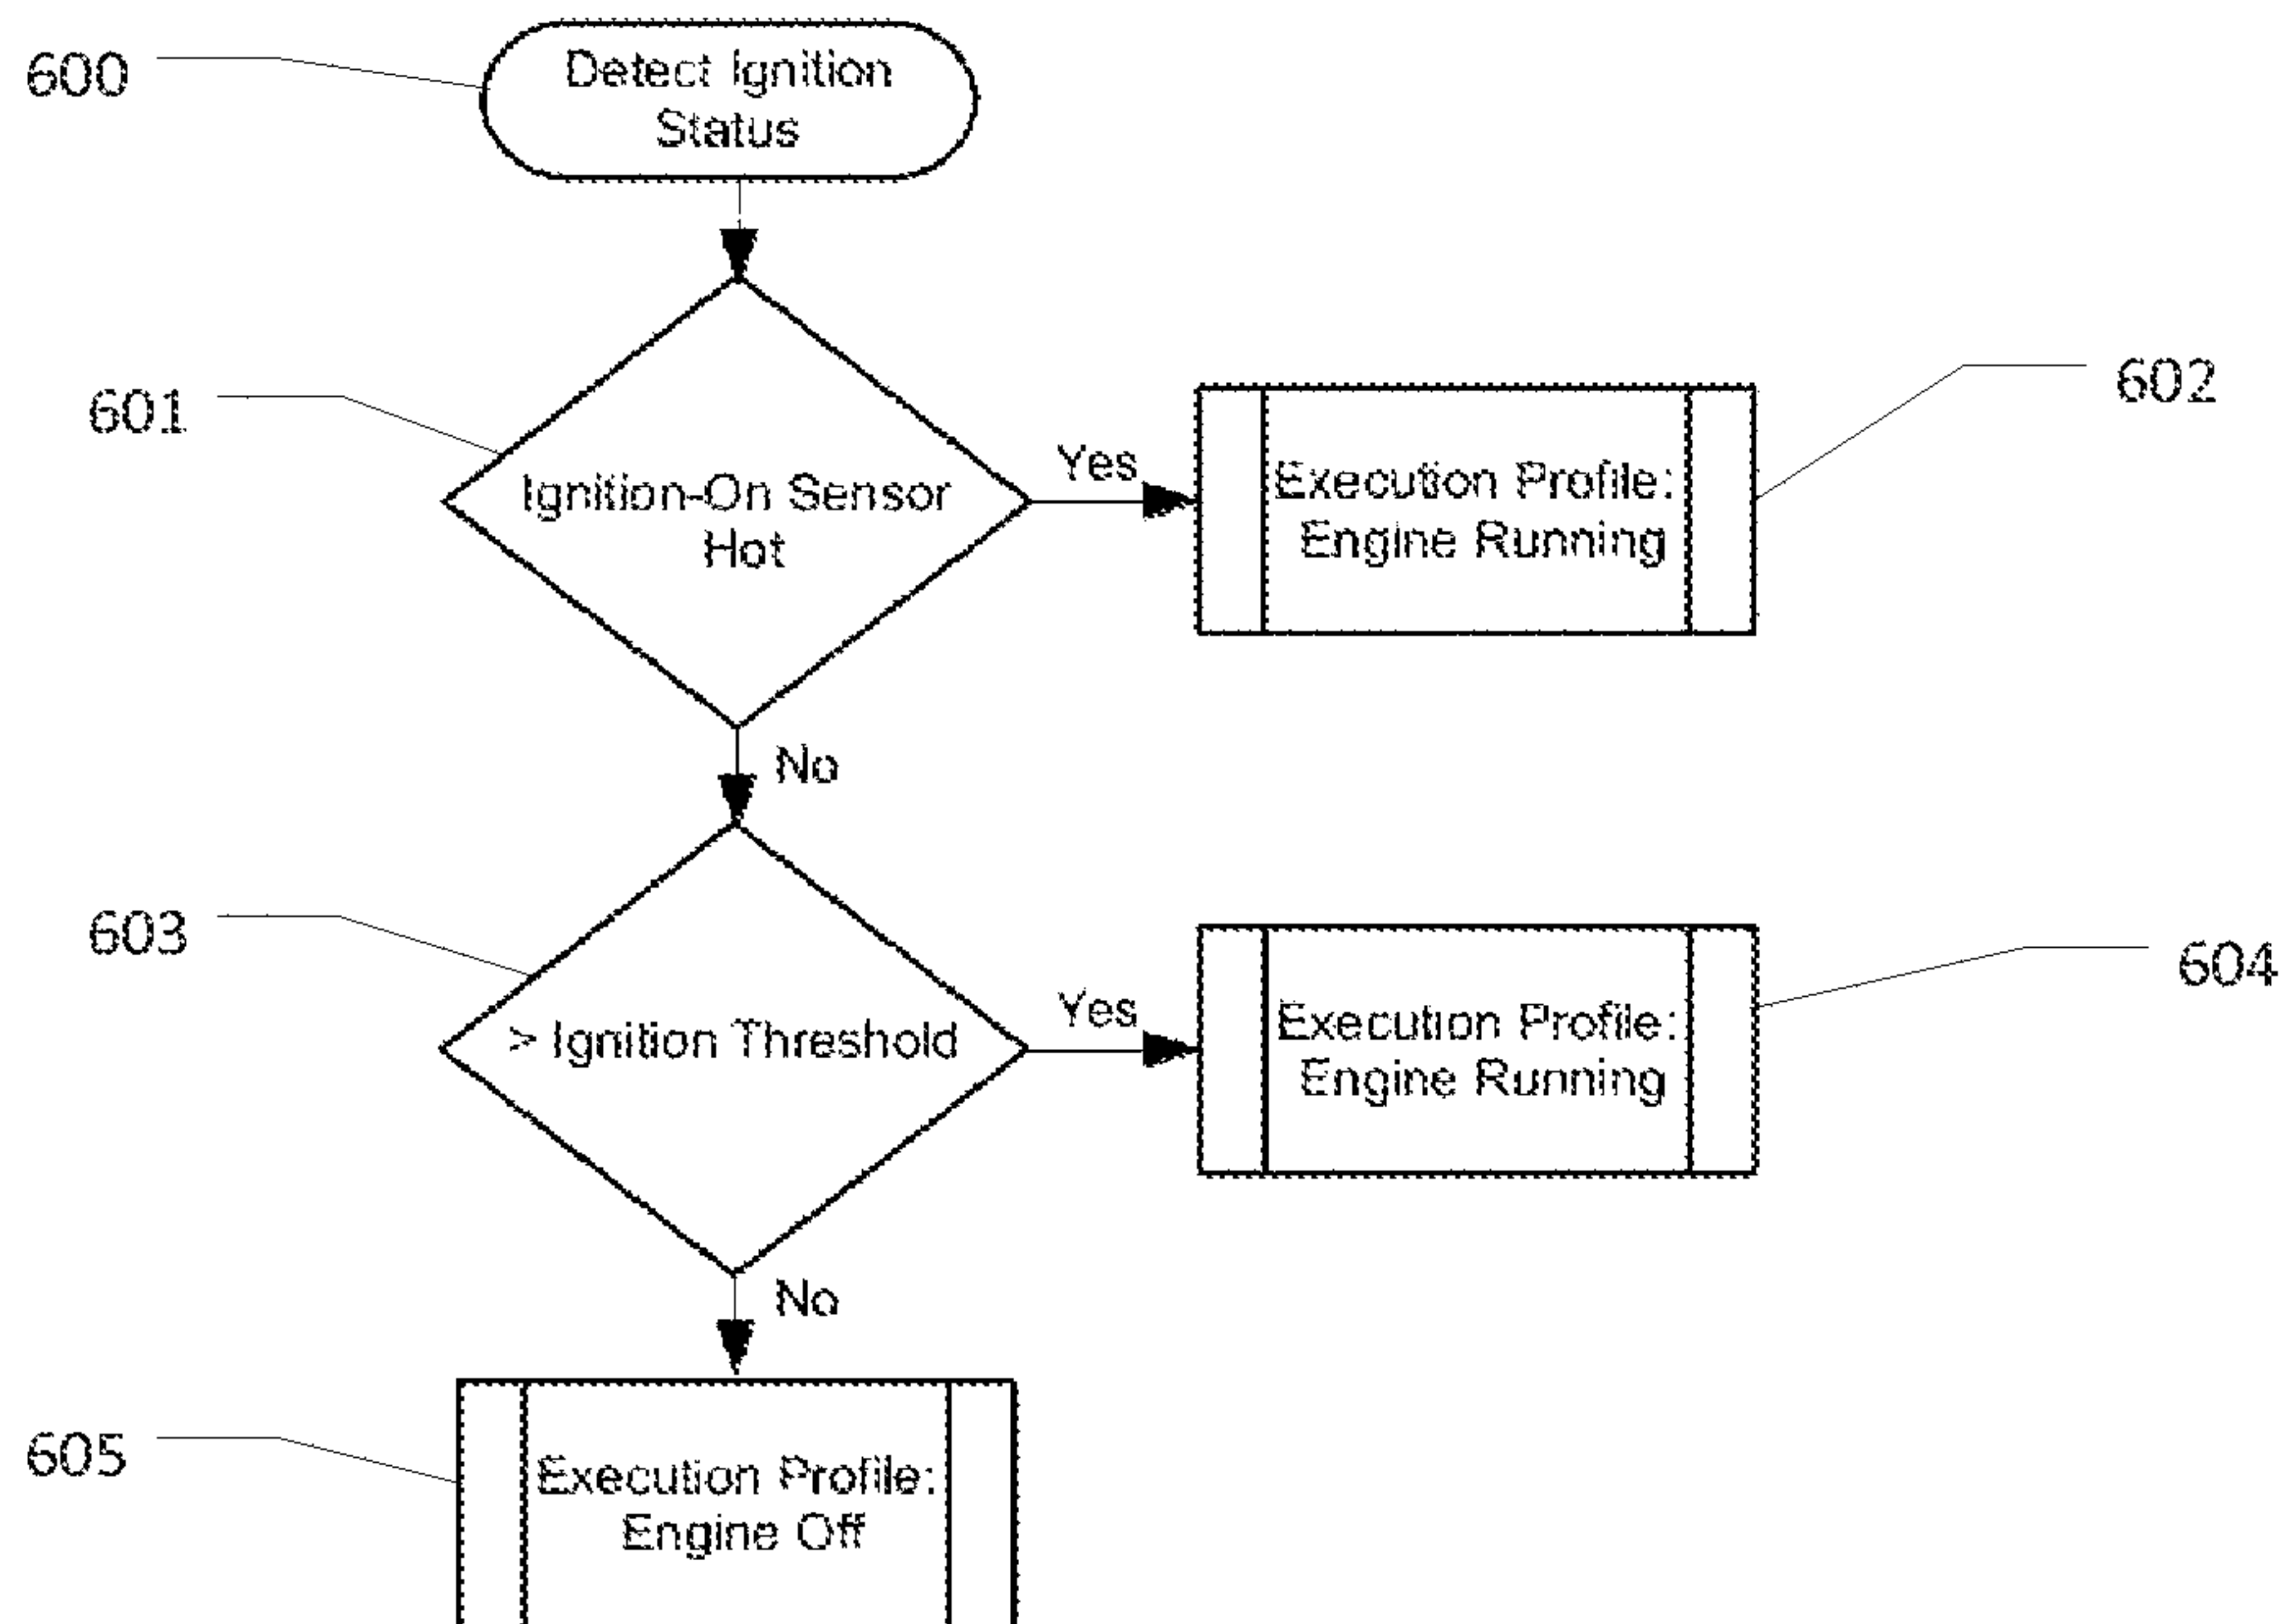 600
Detect Ignition
Status
601
Ignition-On Sensor
Hot
Yes
Execution Profile:
Engine Running
602
No
603
> Ignition Threshold
Yes
Execution Profile:
Engine Running
604
No
605
Execution Profile:
Engine Off